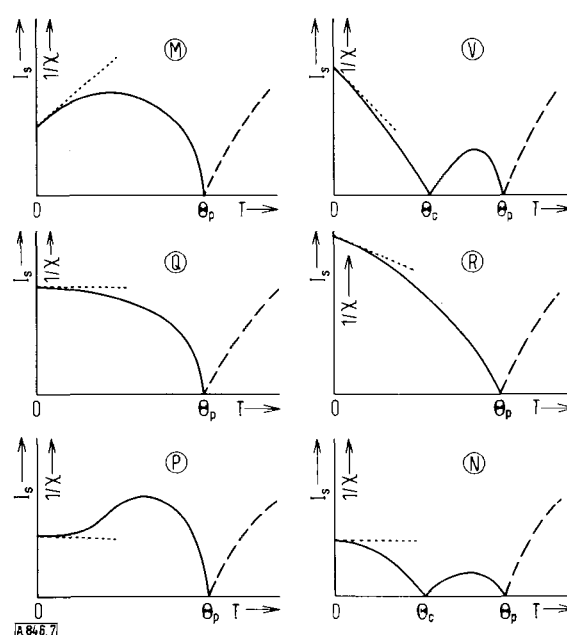 I_s 1/χ M
0 Θ_p T →
I_s 1/χ V
0 Θ_c Θ_p T →
I_s 1/χ Q
0 Θ_p T →
I_s 1/χ R
0 Θ_p T →
I_s 1/χ P
0 Θ_p T →
I_s 1/χ N
0 Θ_c Θ_p T →
A 846.7